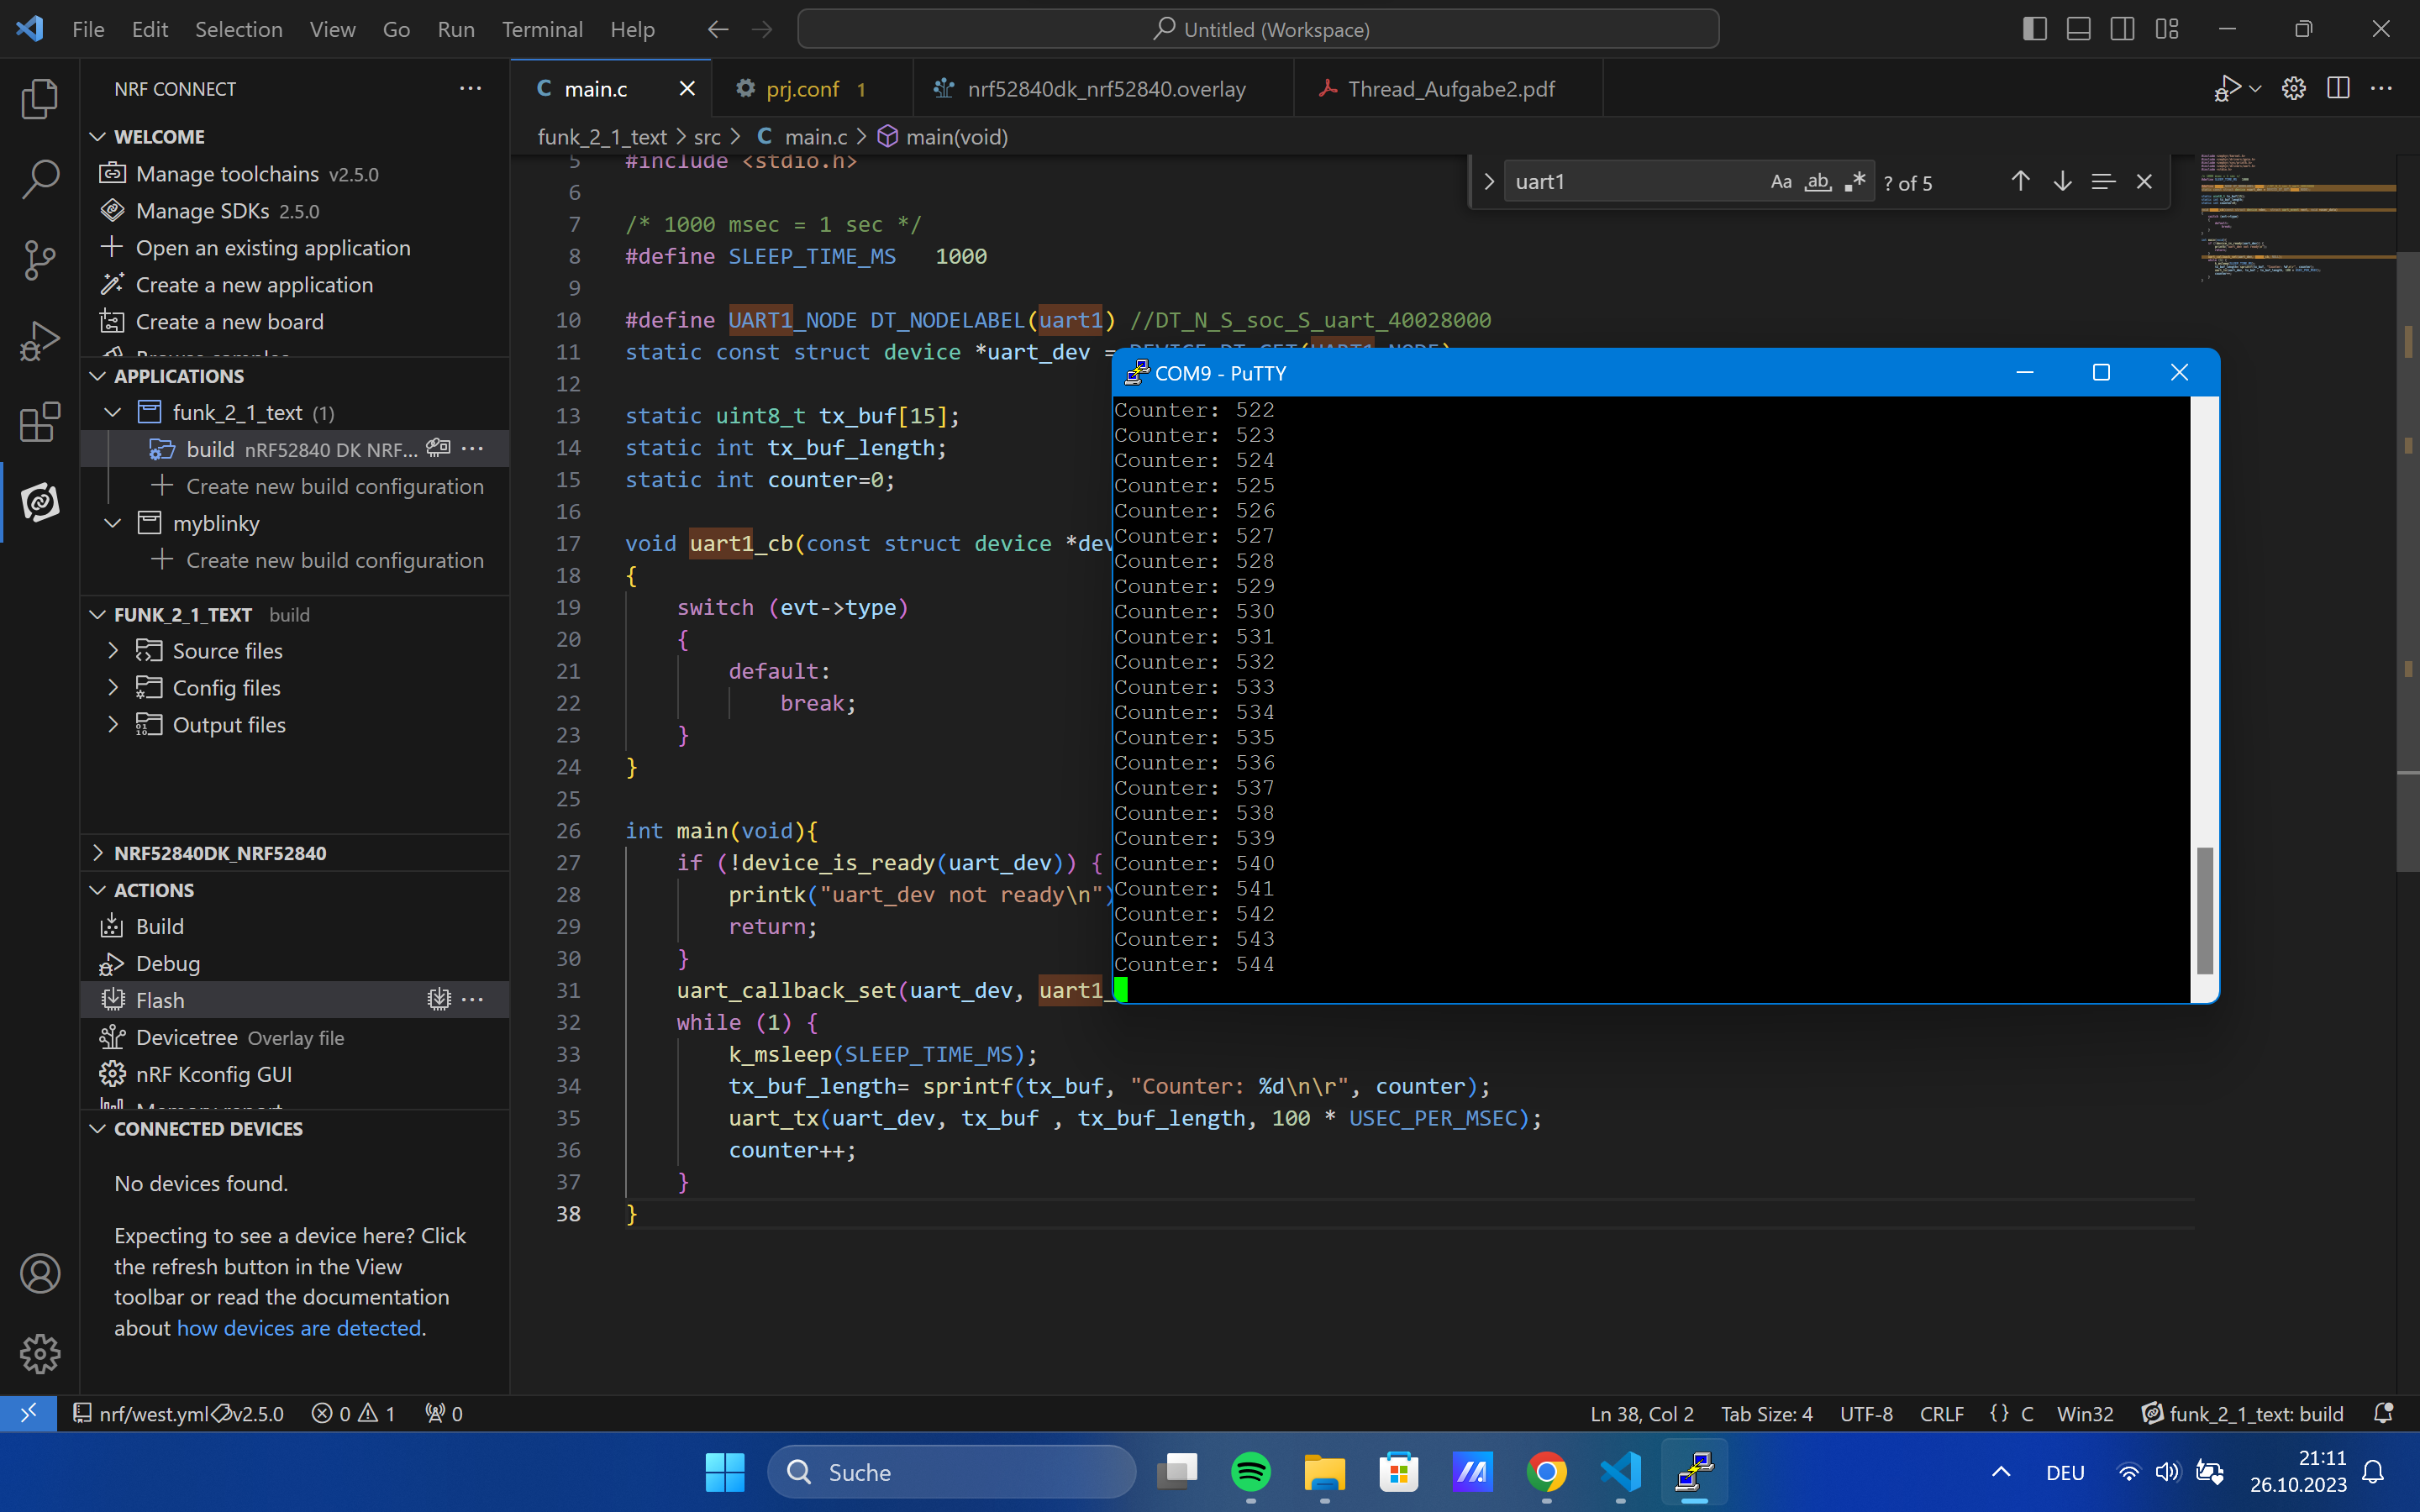 File Edit Selection View Go Run Terminal Help
Untitled (Workspace)
NRF CONNECT
WELCOME
Manage toolchains v2.5.0
Manage SDKs 2.5.0
Open an existing application
Create a new application
Create a new board
APPLICATIONS
funk_2_1_text (1)
build nRF52840 DK NRF...
Create new build configuration
myblinky
Create new build configuration
FUNK_2_1_TEXT build
Source files
Config files
Output files
NRF52840DK_NRF52840
ACTIONS
Build
Debug
Flash
Devicetree Overlay file
nRF Kconfig GUI
Memory report
CONNECTED DEVICES
No devices found.
Expecting to see a device here? Click
the refresh button in the View
toolbar or read the documentation
about how devices are detected.
C main.c
prj.conf 1
nrf52840dk_nrf52840.overlay
Thread_Aufgabe2.pdf
funk_2_1_text > src > C main.c > main(void)
uart1 Aa ab ? of 5
5 #include <stdio.h>
6
7 /* 1000 msec = 1 sec */
8 #define SLEEP_TIME_MS 1000
9
10 #define UART1_NODE DT_NODELABEL(uart1) //DT_N_S_soc_S_uart_40028000
11 static const struct device *uart_dev = DEVICE_DT_GET(UART1_NODE)
12
13 static uint8_t tx_buf[15];
14 static int tx_buf_length;
15 static int counter=0;
16
17 void uart1_cb(const struct device *dev
18 {
19 switch (evt->type)
20 {
21 default:
22 break;
23 }
24 }
25
26 int main(void){
27 if (!device_is_ready(uart_dev)) {
28 printk("uart_dev not ready\n")
29 return;
30 }
31 uart_callback_set(uart_dev, uart1_
32 while (1) {
33 k_msleep(SLEEP_TIME_MS);
34 tx_buf_length= sprintf(tx_buf, "Counter: %d\n\r", counter);
35 uart_tx(uart_dev, tx_buf , tx_buf_length, 100 * USEC_PER_MSEC);
36 counter++;
37 }
38 }
COM9 - PuTTY
Counter: 522
Counter: 523
Counter: 524
Counter: 525
Counter: 526
Counter: 527
Counter: 528
Counter: 529
Counter: 530
Counter: 531
Counter: 532
Counter: 533
Counter: 534
Counter: 535
Counter: 536
Counter: 537
Counter: 538
Counter: 539
Counter: 540
Counter: 541
Counter: 542
Counter: 543
Counter: 544
nrf/west.yml v2.5.0 0 1 0
Ln 38, Col 2 Tab Size: 4 UTF-8 CRLF {} C Win32 funk_2_1_text: build
Suche
DEU
21:11
26.10.2023